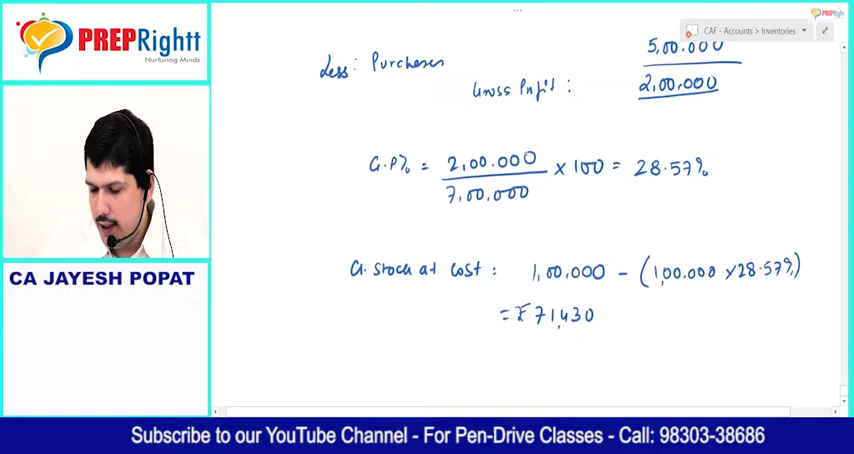 PREPRightt
Nurturing Minds
CA JAYESH POPAT
CAF - Accounts > Inventories
5,00,000
Less: Purchases
Gross Profit: 2,00,000
G.P% = 2,00,000 / 7,00,000 × 100 = 28.57%
Cl. Stock at Cost: 1,00,000 – (1,00,000 × 28.57%)
= ₹ 71,430
Subscribe to our YouTube Channel - For Pen-Drive Classes - Call: 98303-38686